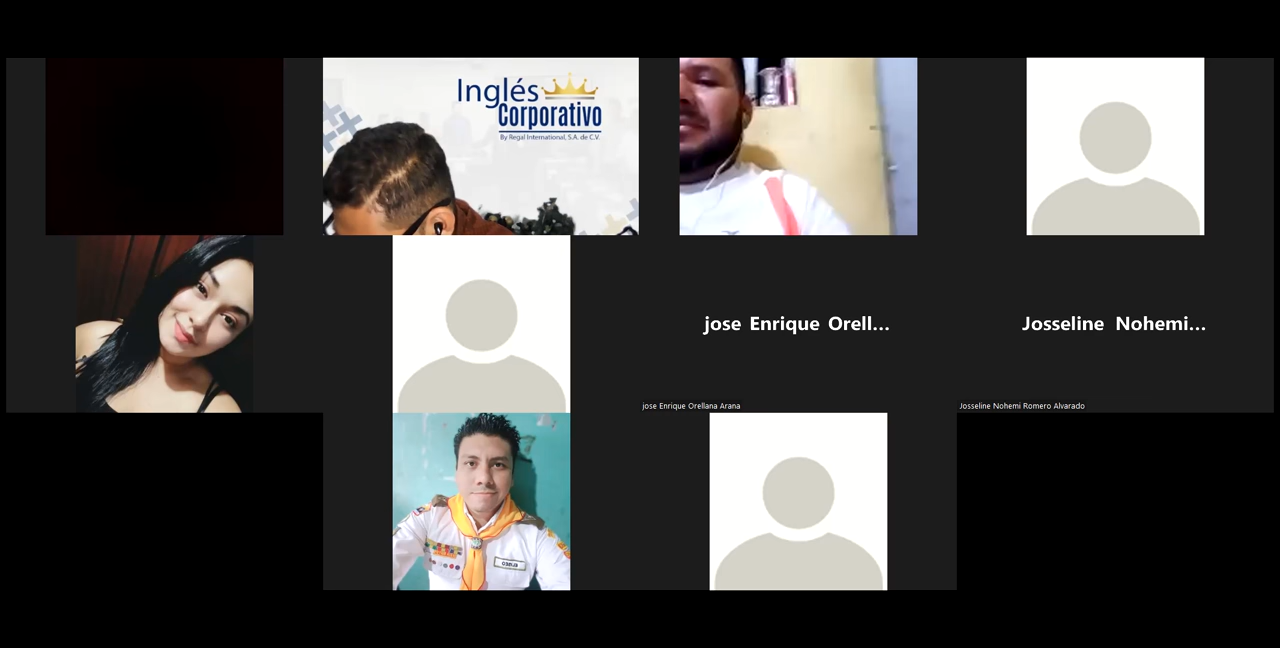 Inglés
Corporativo
By Regal International, S.A. de C.V.
jose Enrique Orell...
Josseline Nohemi...
jose Enrique Orellana Arana
Josseline Nohemi Romero Alvarado